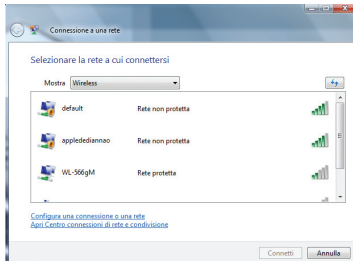 Connessione a una rete
Selezionare la rete a cui connettersi
Mostra Wireless
default Rete non protetta
appledediannao Rete non protetta
WL-566gM Rete protetta
Configura una connessione o una rete
Apri Centro connessioni di rete e condivisione
Connetti Annulla